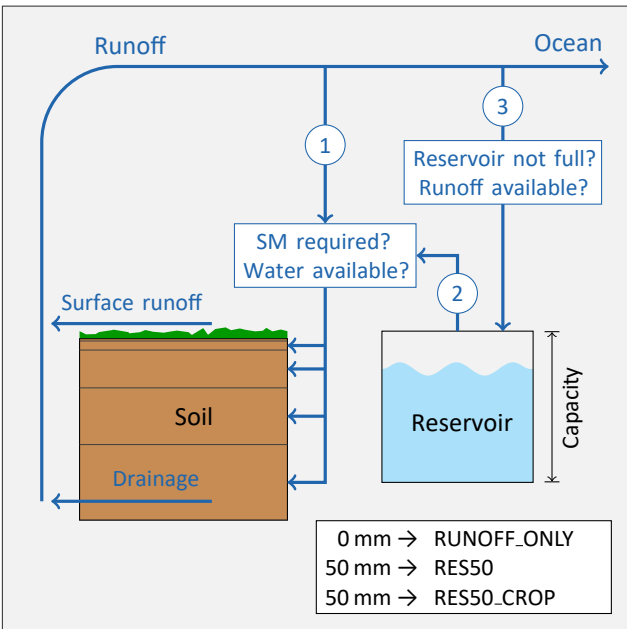 Runoff
Ocean
1
3
Reservoir not full?
Runoff available?
SM required?
Water available?
2
Surface runoff
Soil
Reservoir
Capacity
Drainage
0 mm → RUNOFF_ONLY
50 mm → RES50
50 mm → RES50_CROP